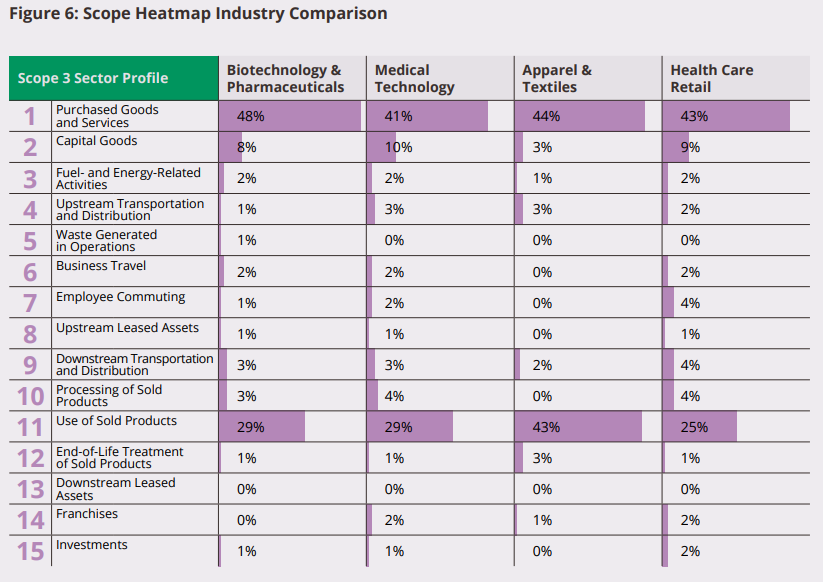 Figure 6: Scope Heatmap Industry Comparison
Scope 3 Sector Profile
Biotechnology &
Pharmaceuticals
Medical
Technology
Apparel &
Textiles
Health Care
Retail
1 Purchased Goods
and Services 48% 41% 44% 43%
2 Capital Goods 8% 10% 3% 9%
3 Fuel- and Energy-Related
Activities 2% 2% 1% 2%
4 Upstream Transportation
and Distribution 1% 3% 3% 2%
5 Waste Generated
in Operations 1% 0% 0% 0%
6 Business Travel 2% 2% 0% 2%
7 Employee Commuting 1% 2% 0% 4%
8 Upstream Leased Assets 1% 1% 0% 1%
9 Downstream Transportation
and Distribution 3% 3% 2% 4%
10 Processing of Sold
Products 3% 4% 0% 4%
11 Use of Sold Products 29% 29% 43% 25%
12 End-of-Life Treatment
of Sold Products 1% 1% 3% 1%
13 Downstream Leased
Assets 0% 0% 0% 0%
14 Franchises 0% 2% 1% 2%
15 Investments 1% 1% 0% 2%